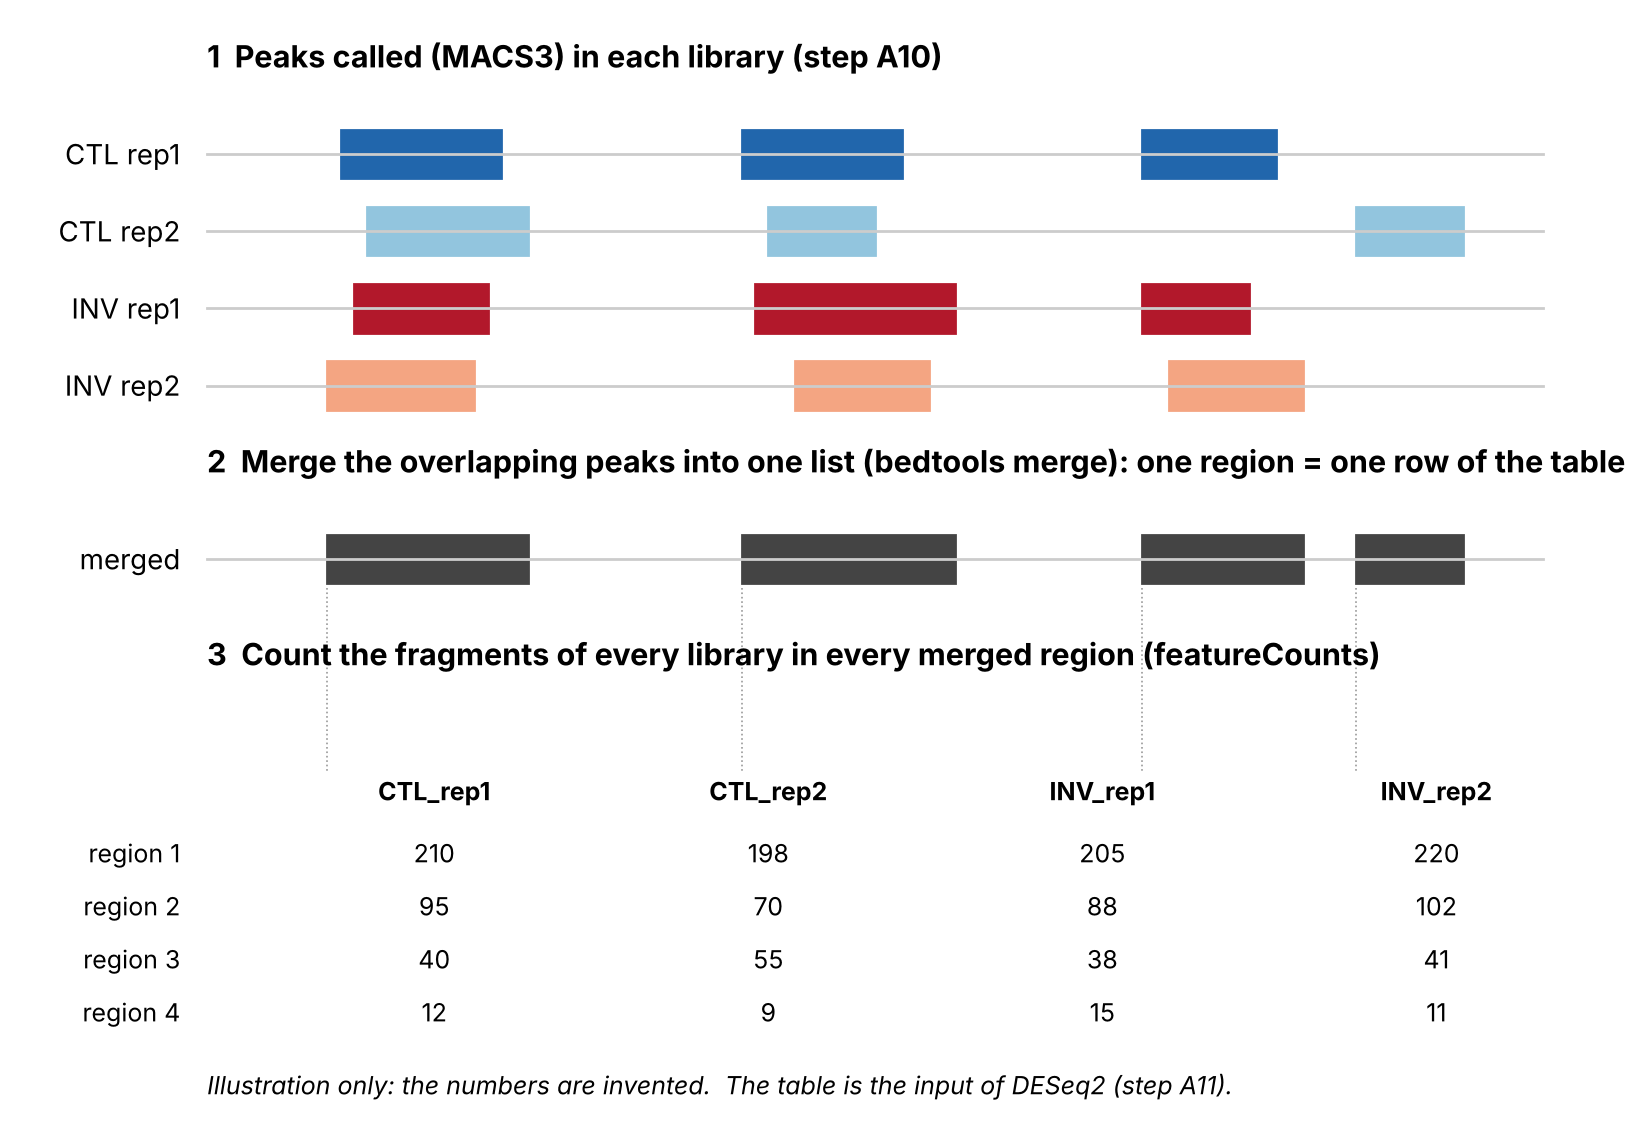 1 Peaks called (MACS3) in each library (step A10)
CTL rep1
CTL rep2
INV rep1
INV rep2
2 Merge the overlapping peaks into one list (bedtools merge): one region = one row of the table
merged
3 Count the fragments of every library in every merged region (featureCounts)
CTL_rep1 CTL_rep2 INV_rep1 INV_rep2
region 1 210 198 205 220
region 2 95 70 88 102
region 3 40 55 38 41
region 4 12 9 15 11
Illustration only: the numbers are invented. The table is the input of DESeq2 (step A11).